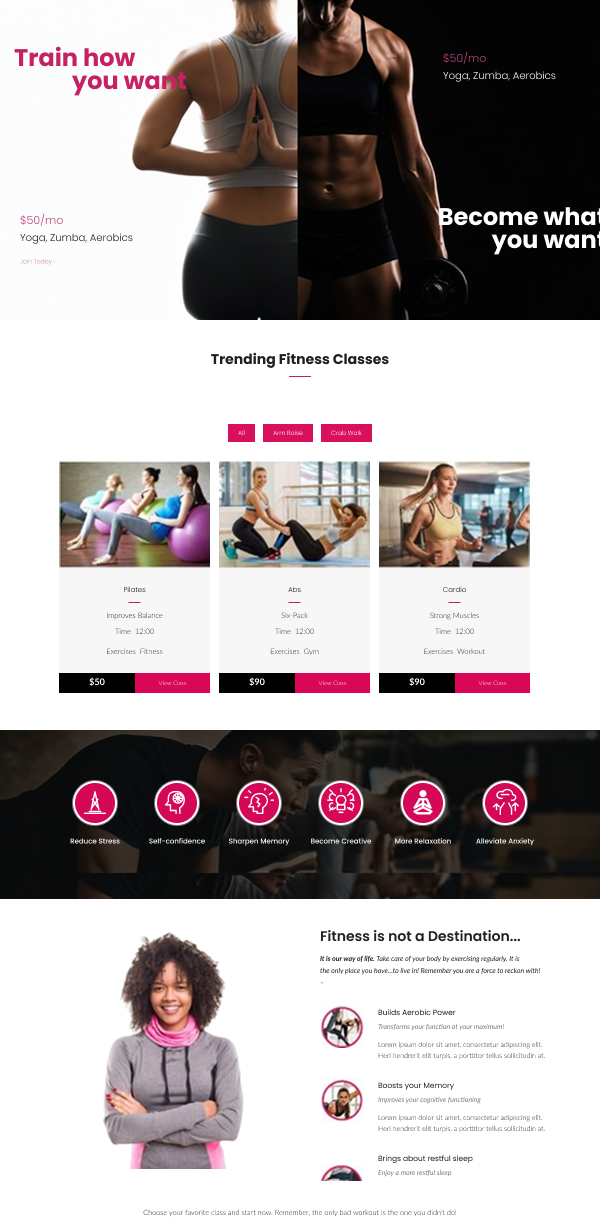 Train how
you want
$50/mo
Yoga, Zumba, Aerobics
Join Today ›
$50/mo
Yoga, Zumba, Aerobics
Become what
you want
Trending Fitness Classes
All
Arm Raise
Crab Walk
Pilates
Improves Balance
Time 12:00
Exercises Fitness
$50
View Class
Abs
Six-Pack
Time 12:00
Exercises Gym
$90
View Class
Cardio
Strong Muscles
Time 12:00
Exercises Workout
$90
View Class
Reduce Stress
Self-confidence
Sharpen Memory
Become Creative
More Relaxation
Alleviate Anxiety
Fitness is not a Destination...
It is our way of life. Take care of your body by exercising regularly. It is
the only place you have...to live in! Remember you are a force to reckon with!
~
Builds Aerobic Power
Transforms your function at your maximum!
Lorem ipsum dolor sit amet, consectetur adipiscing elit.
Heri hendrerit elit turpis, a porttitor tellus sollicitudin at.
Boosts your Memory
Improves your cognitive functioning
Lorem ipsum dolor sit amet, consectetur adipiscing elit.
Heri hendrerit elit turpis, a porttitor tellus sollicitudin at.
Brings about restful sleep
Enjoy a more restful sleep
Choose your favorite class and start now. Remember, the only bad workout is the one you didn't do!